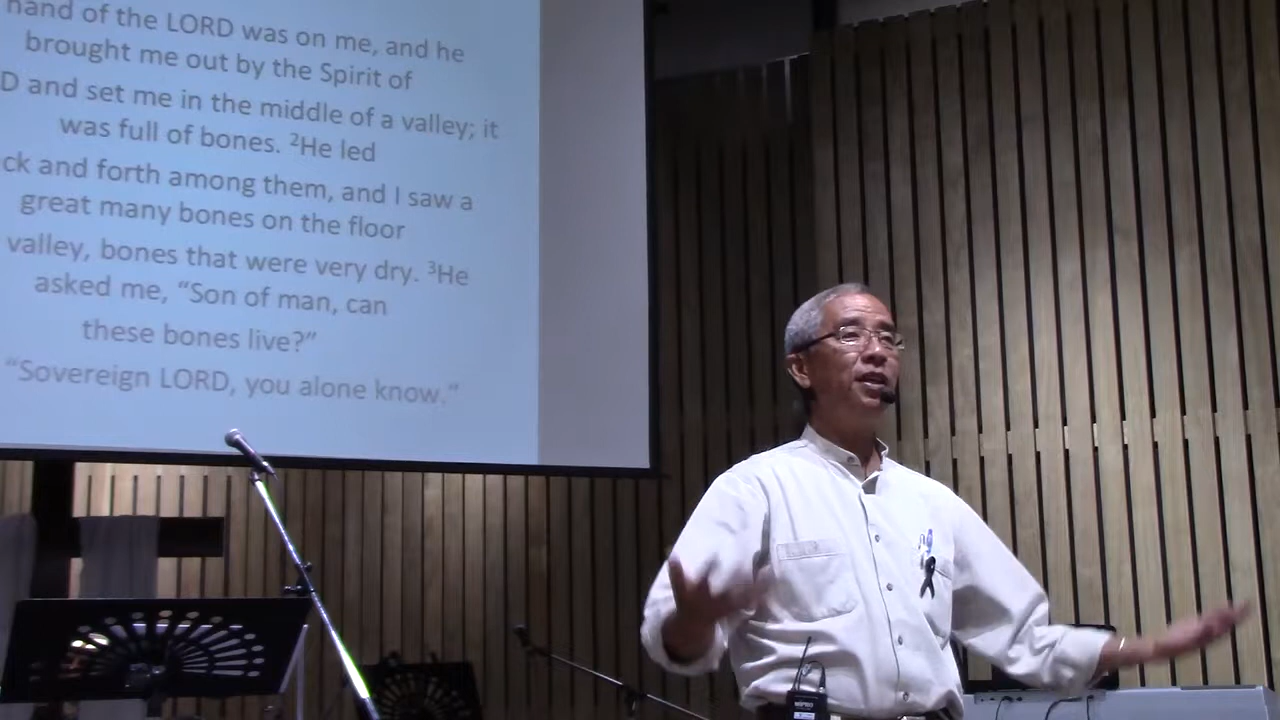 hand of the LORD was on me, and he
brought me out by the Spirit of
D and set me in the middle of a valley; it
was full of bones. ²He led
ck and forth among them, and I saw a
great many bones on the floor
valley, bones that were very dry. ³He
asked me, “Son of man, can
these bones live?”
“Sovereign LORD, you alone know.”
MIPRO